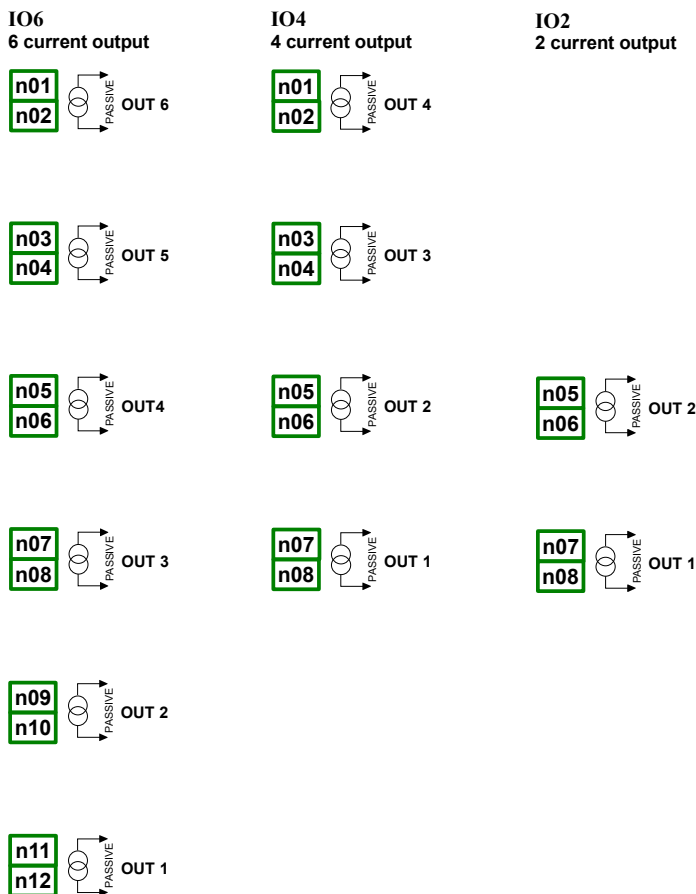 IO6
6 current output
n01
n02
PASSIVE
OUT 6
n03
n04
PASSIVE
OUT 5
n05
n06
PASSIVE
OUT4
n07
n08
PASSIVE
OUT 3
n09
n10
PASSIVE
OUT 2
n11
n12
PASSIVE
OUT 1
IO4
4 current output
n01
n02
PASSIVE
OUT 4
n03
n04
PASSIVE
OUT 3
n05
n06
PASSIVE
OUT 2
n07
n08
PASSIVE
OUT 1
IO2
2 current output
n05
n06
PASSIVE
OUT 2
n07
n08
PASSIVE
OUT 1